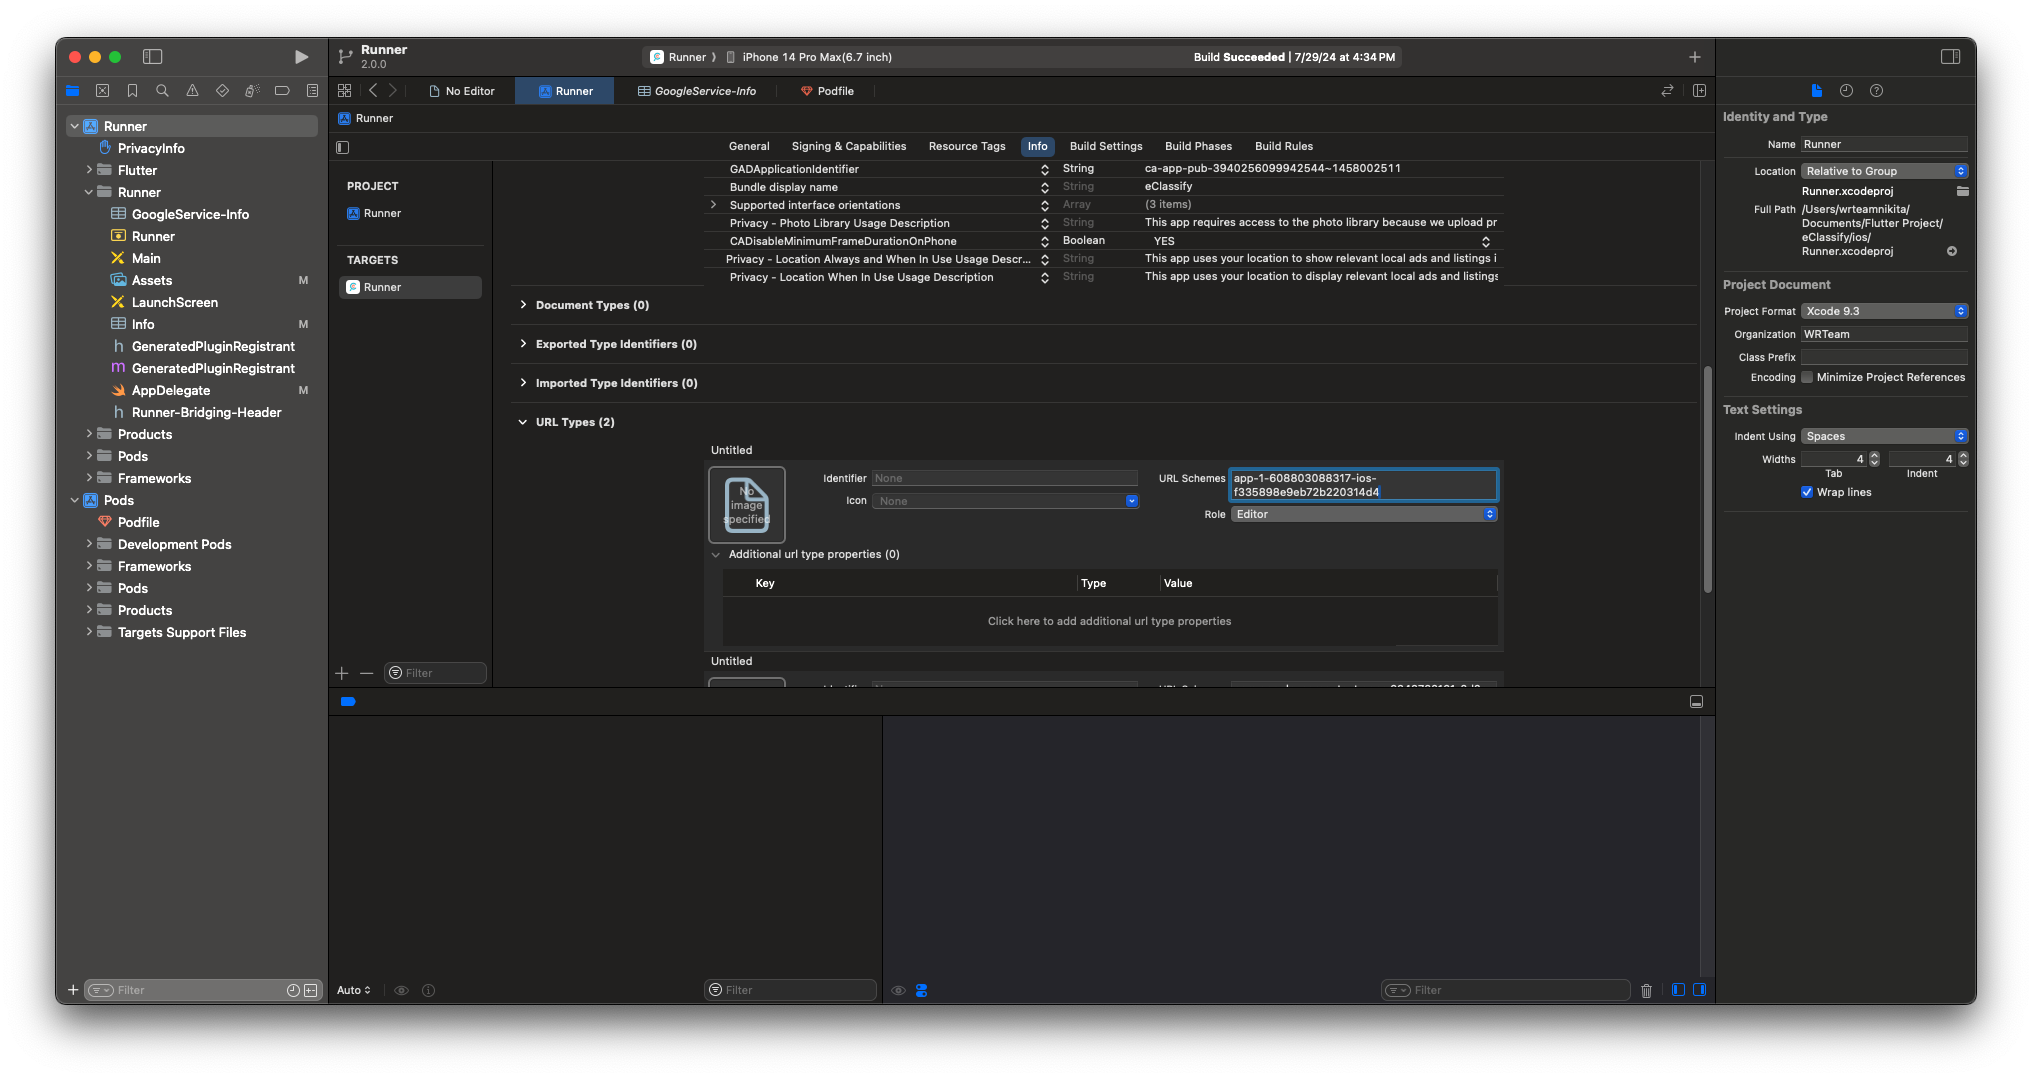 Runner
2.0.0
Runner
iPhone 14 Pro Max(6.7 inch)
Build Succeeded | 7/29/24 at 4:34 PM
No Editor
Runner
GoogleService-Info
Podfile
Runner
Runner
PrivacyInfo
Flutter
Runner
GoogleService-Info
Runner
Main
Assets M
LaunchScreen
Info M
GeneratedPluginRegistrant
GeneratedPluginRegistrant
AppDelegate M
Runner-Bridging-Header
Products
Pods
Frameworks
Pods
Podfile
Development Pods
Frameworks
Pods
Products
Targets Support Files
Filter
PROJECT
Runner
TARGETS
Runner
Filter
General
Signing & Capabilities
Resource Tags
Info
Build Settings
Build Phases
Build Rules
GADApplicationIdentifier String ca-app-pub-3940256099942544~1458002511
Bundle display name String eClassify
Supported interface orientations Array (3 items)
Privacy - Photo Library Usage Description String This app requires access to the photo library because we upload pr
CADisableMinimumFrameDurationOnPhone Boolean YES
Privacy - Location Always and When In Use Usage Descr... String This app uses your location to show relevant local ads and listings i
Privacy - Location When In Use Usage Description String This app uses your location to display relevant local ads and listings
Document Types (0)
Exported Type Identifiers (0)
Imported Type Identifiers (0)
URL Types (2)
Untitled
No
image
specified
Identifier None
Icon None
URL Schemes app-1-608803088317-ios-
f335898e9eb72b220314d4
Role Editor
Additional url type properties (0)
Key Type Value
Click here to add additional url type properties
Untitled
Auto
Filter
Filter
Identity and Type
Name Runner
Location Relative to Group
Runner.xcodeproj
Full Path /Users/wrteamnikita/
Documents/Flutter Project/
eClassify/ios/
Runner.xcodeproj
Project Document
Project Format Xcode 9.3
Organization WRTeam
Class Prefix
Encoding Minimize Project References
Text Settings
Indent Using Spaces
Widths 4 4
Tab Indent
Wrap lines